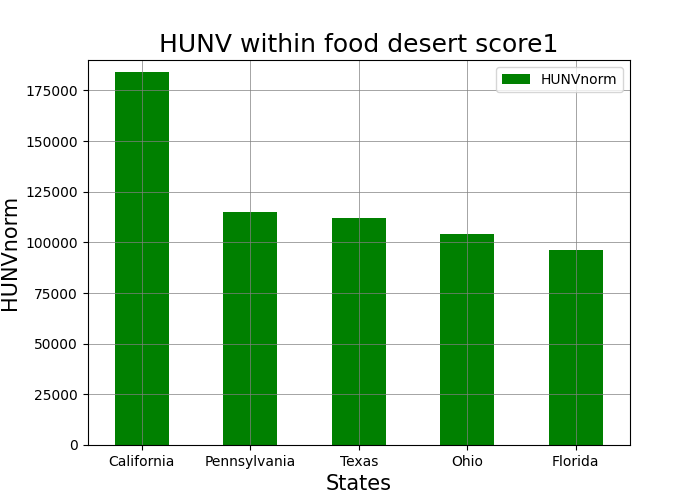 HUNV within food desert score1
HUNVnorm
175000
150000
125000
100000
75000
50000
25000
0
HUNVnorm
California Pennsylvania Texas Ohio Florida
States